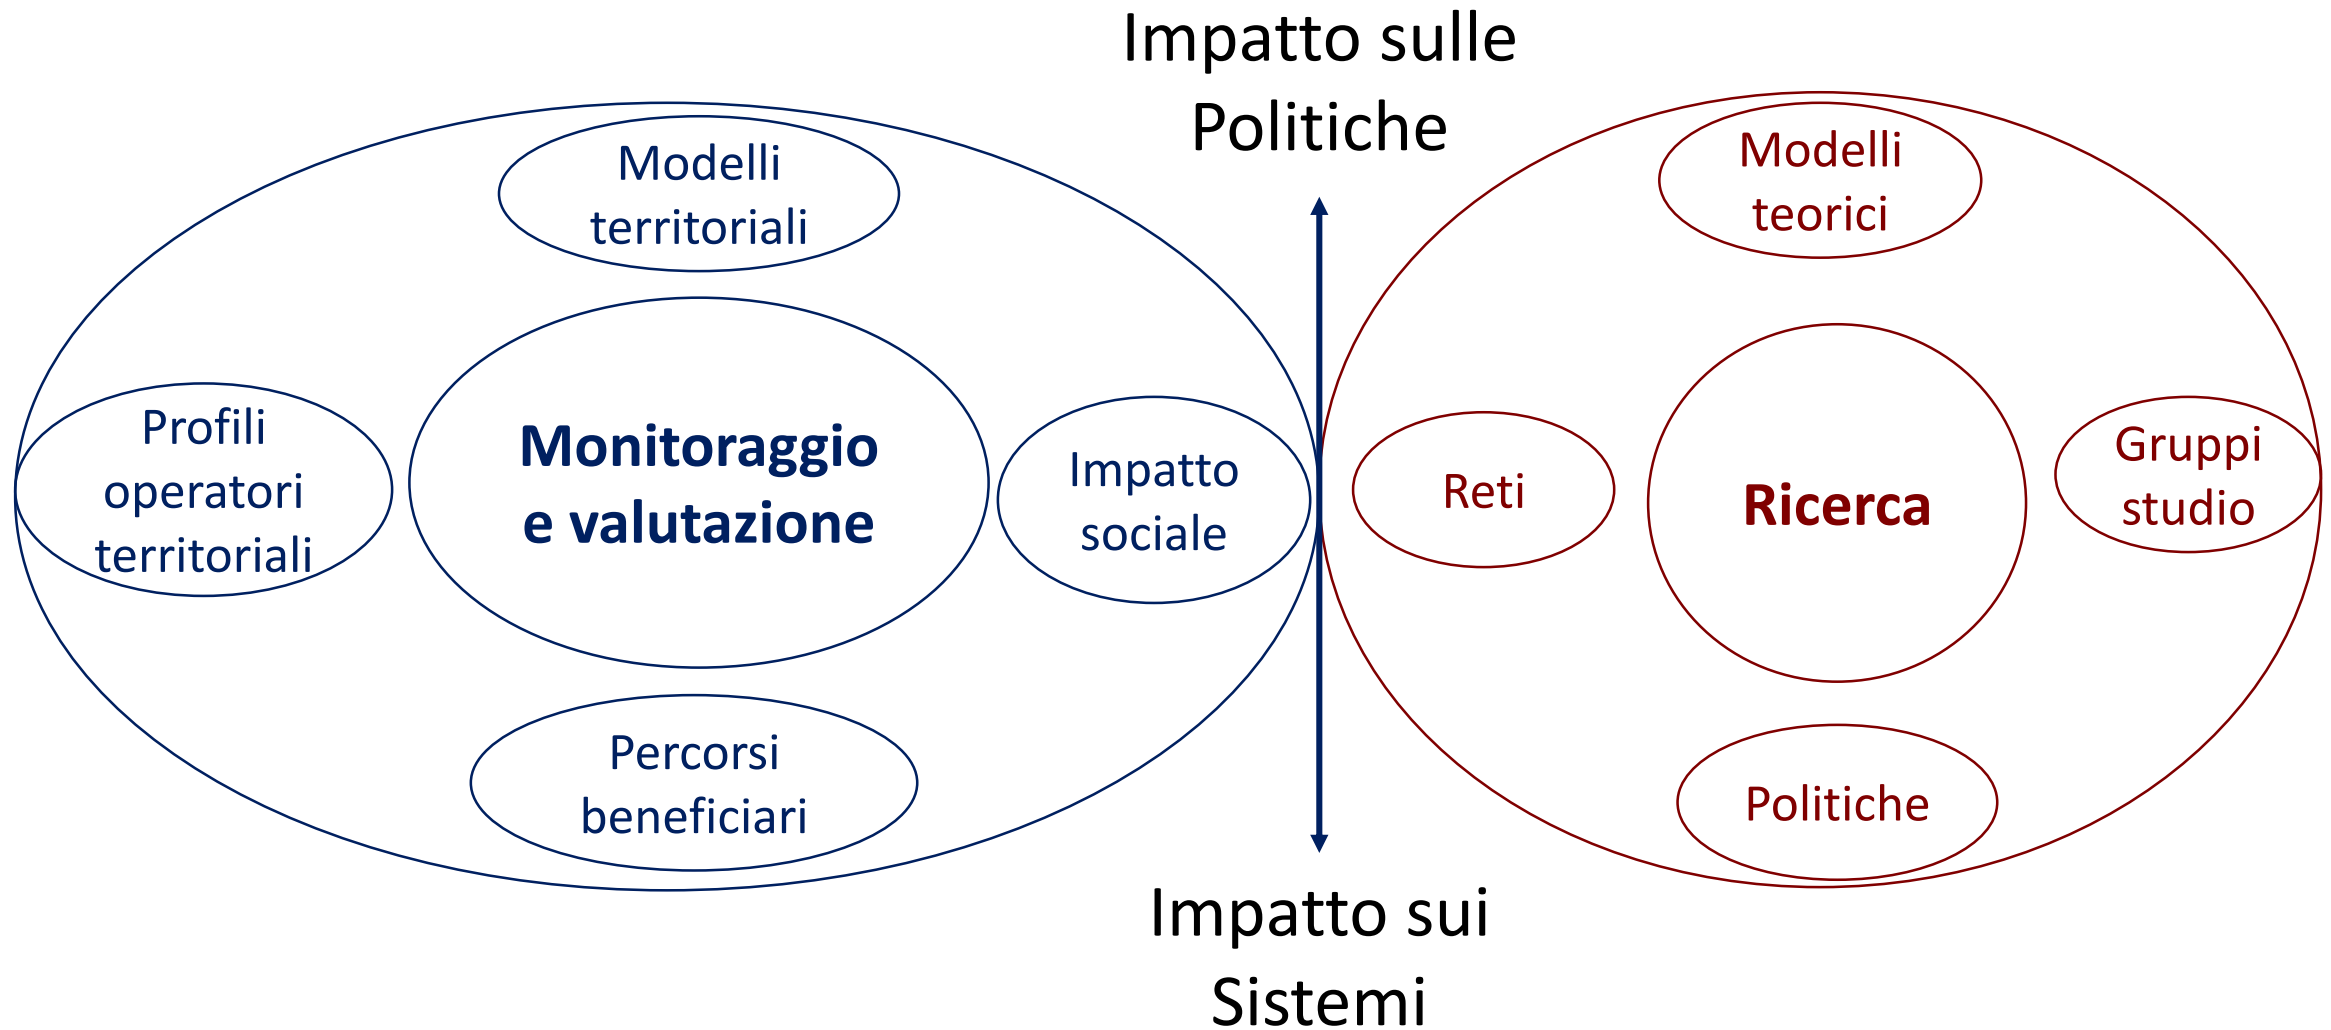 Impatto sulle
Politiche
Modelli
territoriali
Profili
operatori
territoriali
Monitoraggio
e valutazione
Impatto
sociale
Percorsi
beneficiari
Modelli
teorici
Reti
Ricerca
Gruppi
studio
Politiche
Impatto sui
Sistemi